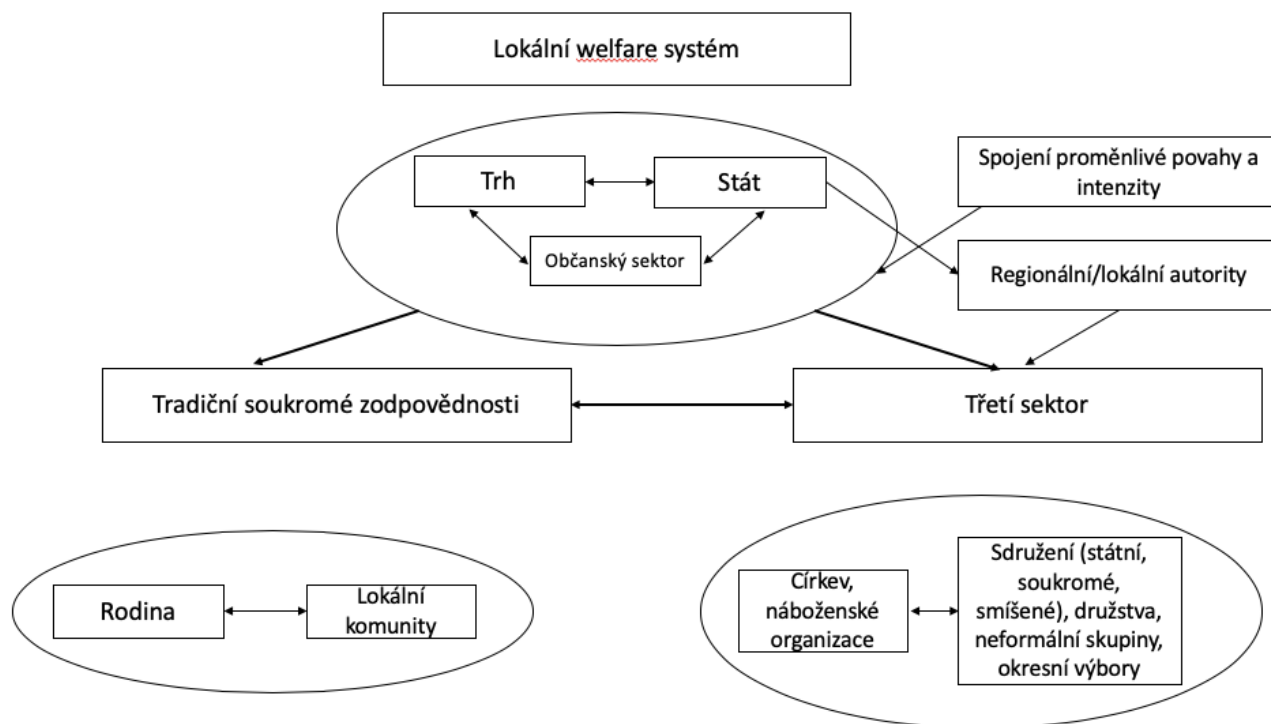 Lokální welfare systém
Trh
Stát
Občanský sektor
Spojení proměnlivé povahy a
intenzity
Regionální/lokální autority
Tradiční soukromé zodpovědnosti
Třetí sektor
Rodina
Lokální
komunity
Církev,
náboženské
organizace
Sdružení (státní,
soukromé,
smíšené), družstva,
neformální skupiny,
okresní výbory